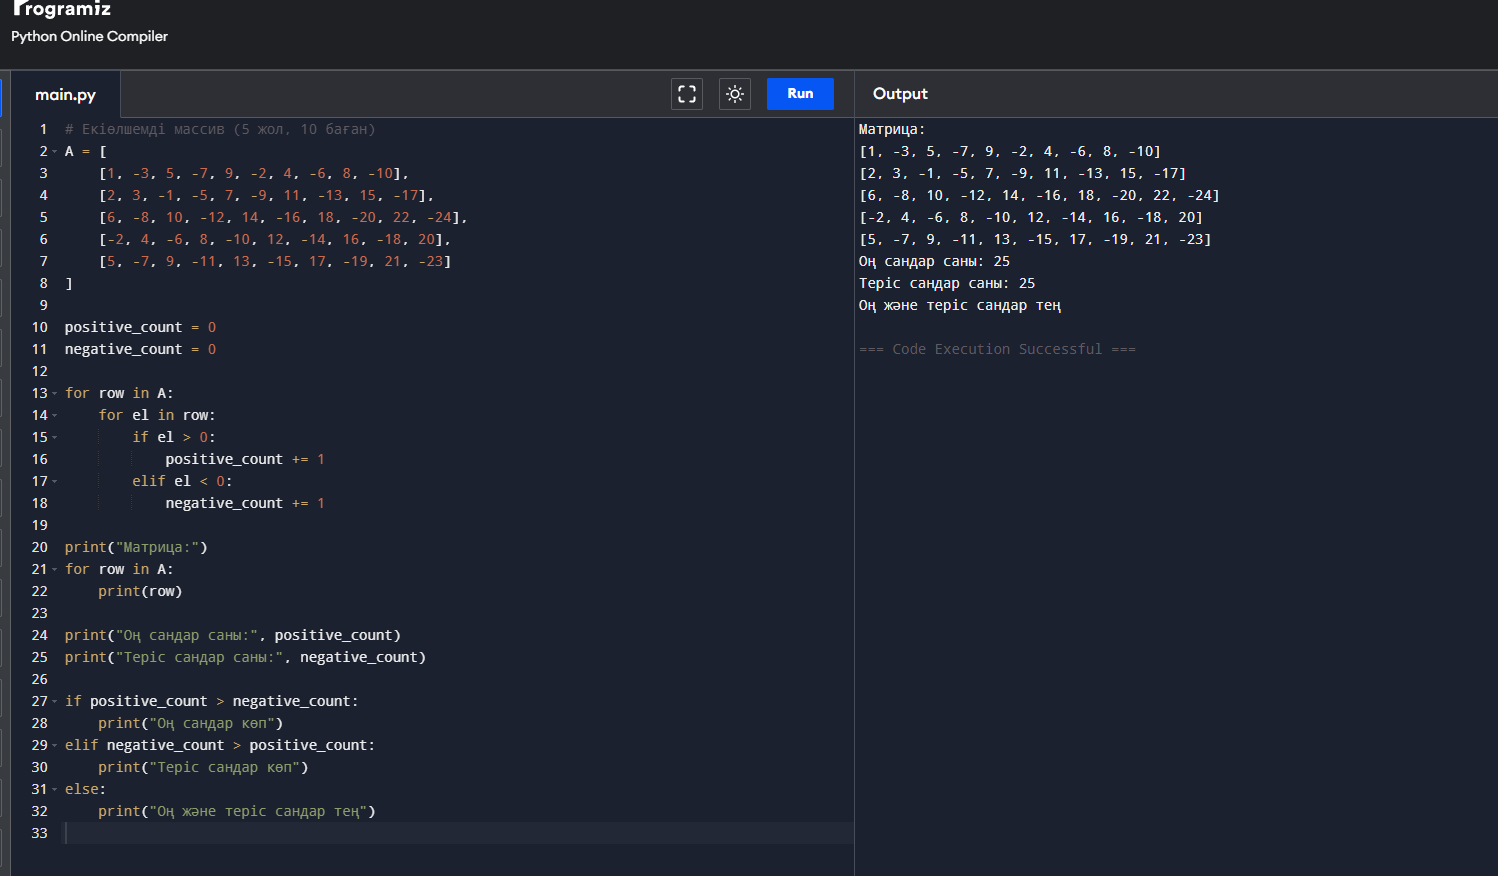 Programiz
Python Online Compiler
main.py
Run
1 # Екіөлшемді массив (5 жол, 10 баған)
2 A = [
3     [1, -3, 5, -7, 9, -2, 4, -6, 8, -10],
4     [2, 3, -1, -5, 7, -9, 11, -13, 15, -17],
5     [6, -8, 10, -12, 14, -16, 18, -20, 22, -24],
6     [-2, 4, -6, 8, -10, 12, -14, 16, -18, 20],
7     [5, -7, 9, -11, 13, -15, 17, -19, 21, -23]
8 ]
9
10 positive_count = 0
11 negative_count = 0
12
13 for row in A:
14     for el in row:
15         if el > 0:
16             positive_count += 1
17         elif el < 0:
18             negative_count += 1
19
20 print("Матрица:")
21 for row in A:
22     print(row)
23
24 print("Оң сандар саны:", positive_count)
25 print("Теріс сандар саны:", negative_count)
26
27 if positive_count > negative_count:
28     print("Оң сандар көп")
29 elif negative_count > positive_count:
30     print("Теріс сандар көп")
31 else:
32     print("Оң және теріс сандар тең")
33
Output
Матрица:
[1, -3, 5, -7, 9, -2, 4, -6, 8, -10]
[2, 3, -1, -5, 7, -9, 11, -13, 15, -17]
[6, -8, 10, -12, 14, -16, 18, -20, 22, -24]
[-2, 4, -6, 8, -10, 12, -14, 16, -18, 20]
[5, -7, 9, -11, 13, -15, 17, -19, 21, -23]
Оң сандар саны: 25
Теріс сандар саны: 25
Оң және теріс сандар тең
=== Code Execution Successful ===